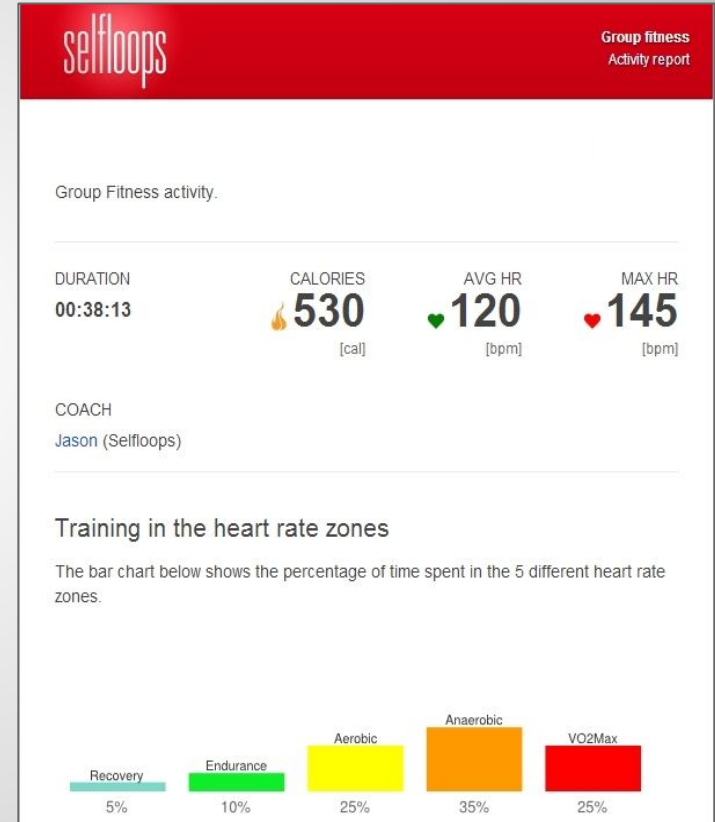 selfloops
Group fitness
Activity report
Group Fitness activity.
DURATION
00:38:13
CALORIES
530
[cal]
AVG HR
120
[bpm]
MAX HR
145
[bpm]
COACH
Jason (Selfloops)
Training in the heart rate zones
The bar chart below shows the percentage of time spent in the 5 different heart rate
zones.
Recovery
5%
Endurance
10%
Aerobic
25%
Anaerobic
35%
VO2Max
25%